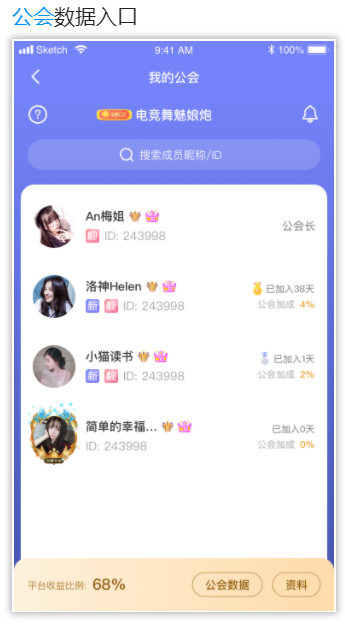 公会数据入口
Sketch 9:41 AM 100%
我的公会
电竞舞魅娘炮
搜索成员昵称/ID
An梅姐
公会长
靓 ID: 243998
洛神Helen
已加入38天
新 靓 ID: 243998
公会加成 4%
小猫读书
已加入1天
新 靓 ID: 243998
公会加成 2%
简单的幸福...
已加入0天
ID: 243998
公会加成 0%
平台收益比例: 68% 公会数据 资料